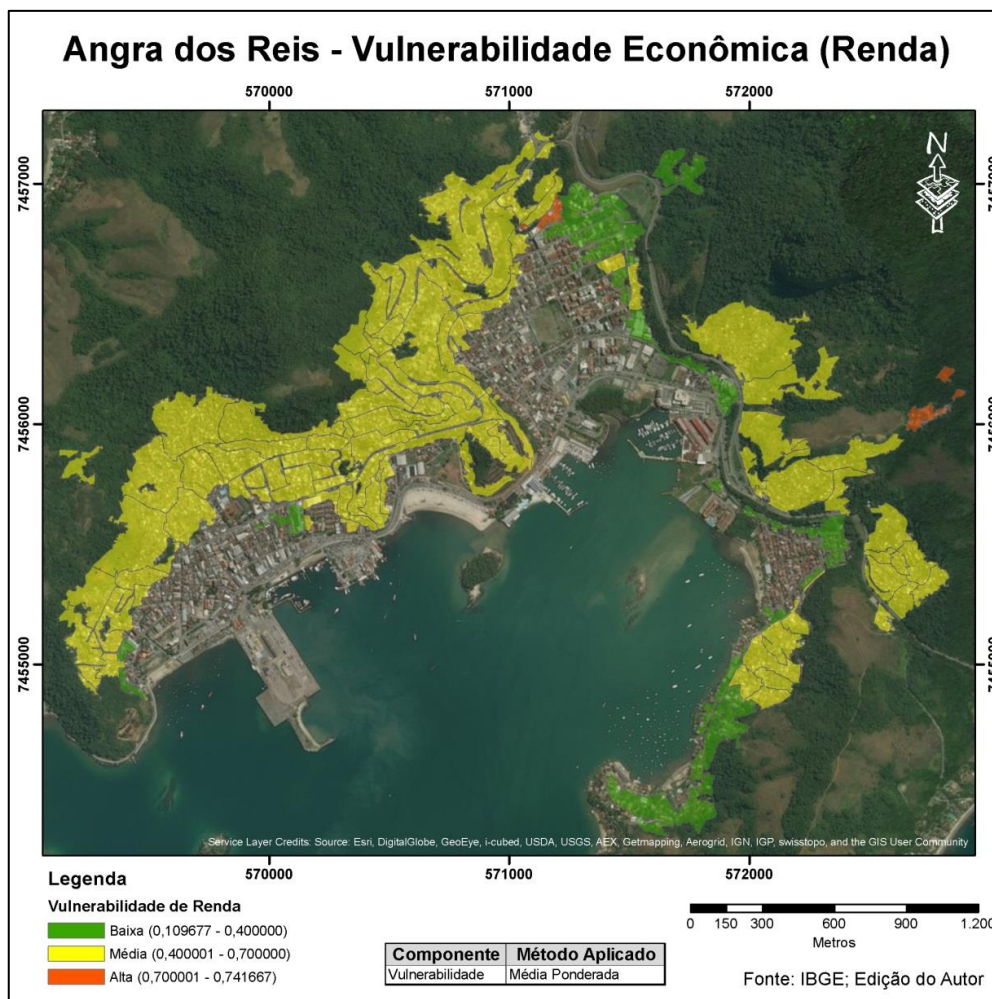 Angra dos Reis - Vulnerabilidade Econômica (Renda)
570000 571000 572000
7457000 7457000
N
7456000 7456000
7455000 7455000
Service Layer Credits: Source: Esri, DigitalGlobe, GeoEye, i-cubed, USDA, USGS, AEX, Getmapping, Aerogrid, IGN, IGP, swisstopo, and the GIS User Community
570000 571000 572000
Legenda
Vulnerabilidade de Renda
Baixa (0,109677 - 0,400000)
Média (0,400001 - 0,700000)
Alta (0,700001 - 0,741667)
Componente Método Aplicado
Vulnerabilidade Média Ponderada
0 150 300 600 900 1.200
Metros
Fonte: IBGE; Edição do Autor